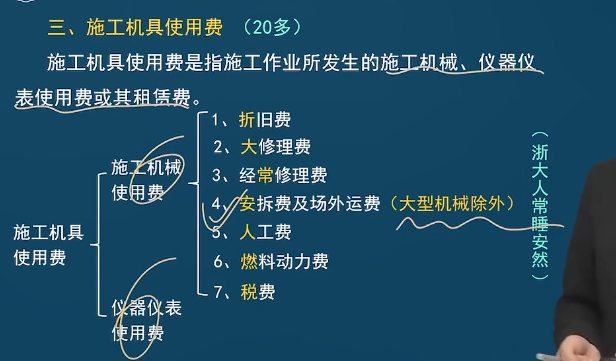 三、施工机具使用费（20多）
施工机具使用费是指施工作业所发生的施工机械、仪器仪
表使用费或其租赁费。
施工机具
使用费
施工机械
使用费
1、折旧费
2、大修理费
3、经常修理费
4、安拆费及场外运费（大型机械除外）
5、人工费
6、燃料动力费
7、税费
仪器仪表
使用费
（浙大人常睡安然）